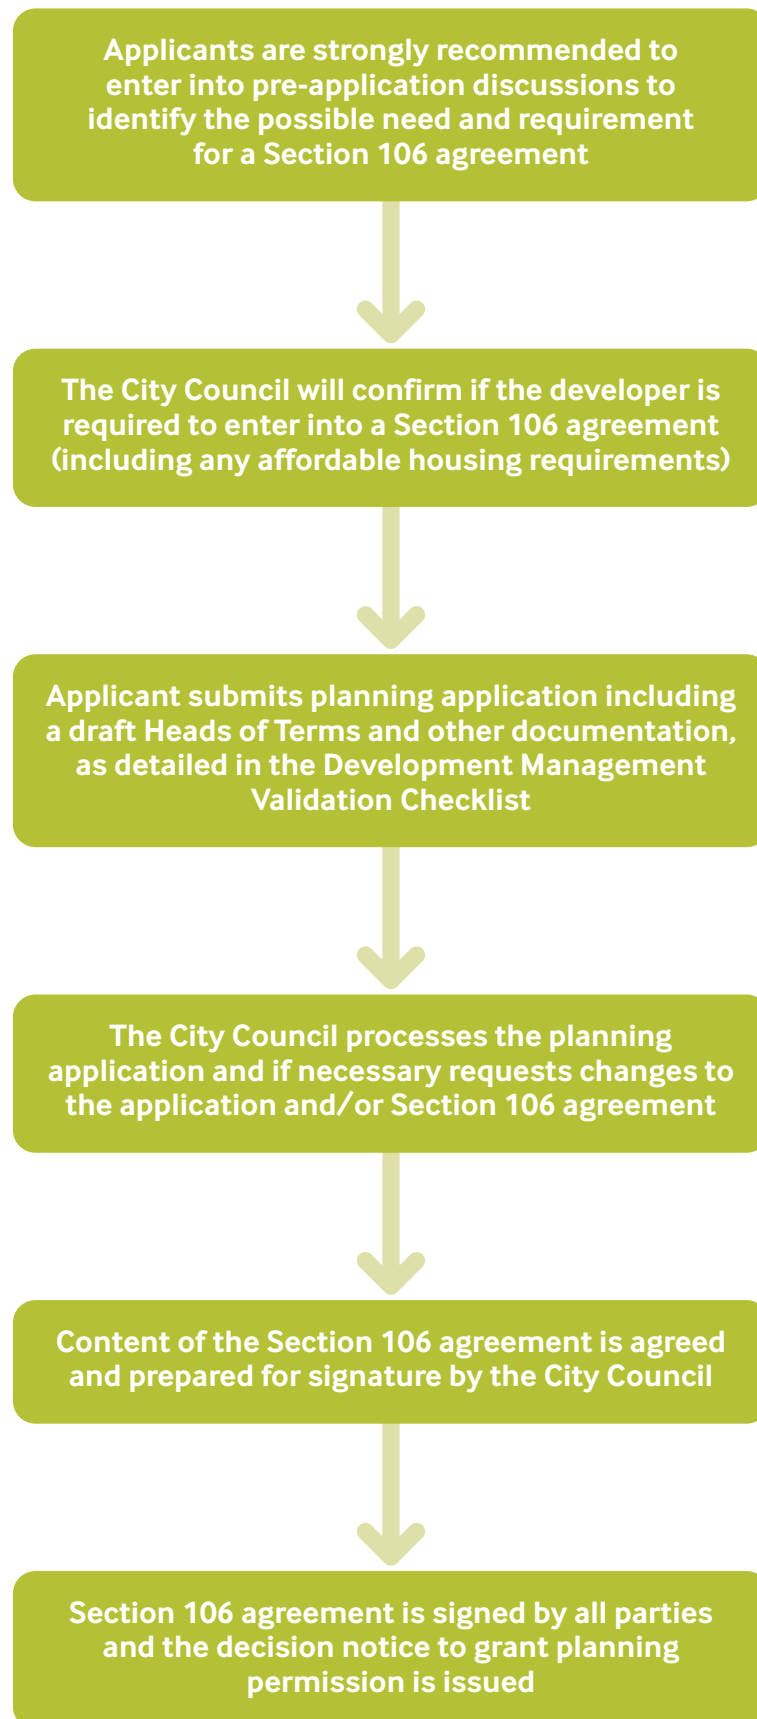 Applicants are strongly recommended to
enter into pre-application discussions to
identify the possible need and requirement
for a Section 106 agreement
The City Council will confirm if the developer is
required to enter into a Section 106 agreement
(including any affordable housing requirements)
Applicant submits planning application including
a draft Heads of Terms and other documentation,
as detailed in the Development Management
Validation Checklist
The City Council processes the planning
application and if necessary requests changes to
the application and/or Section 106 agreement
Content of the Section 106 agreement is agreed
and prepared for signature by the City Council
Section 106 agreement is signed by all parties
and the decision notice to grant planning
permission is issued